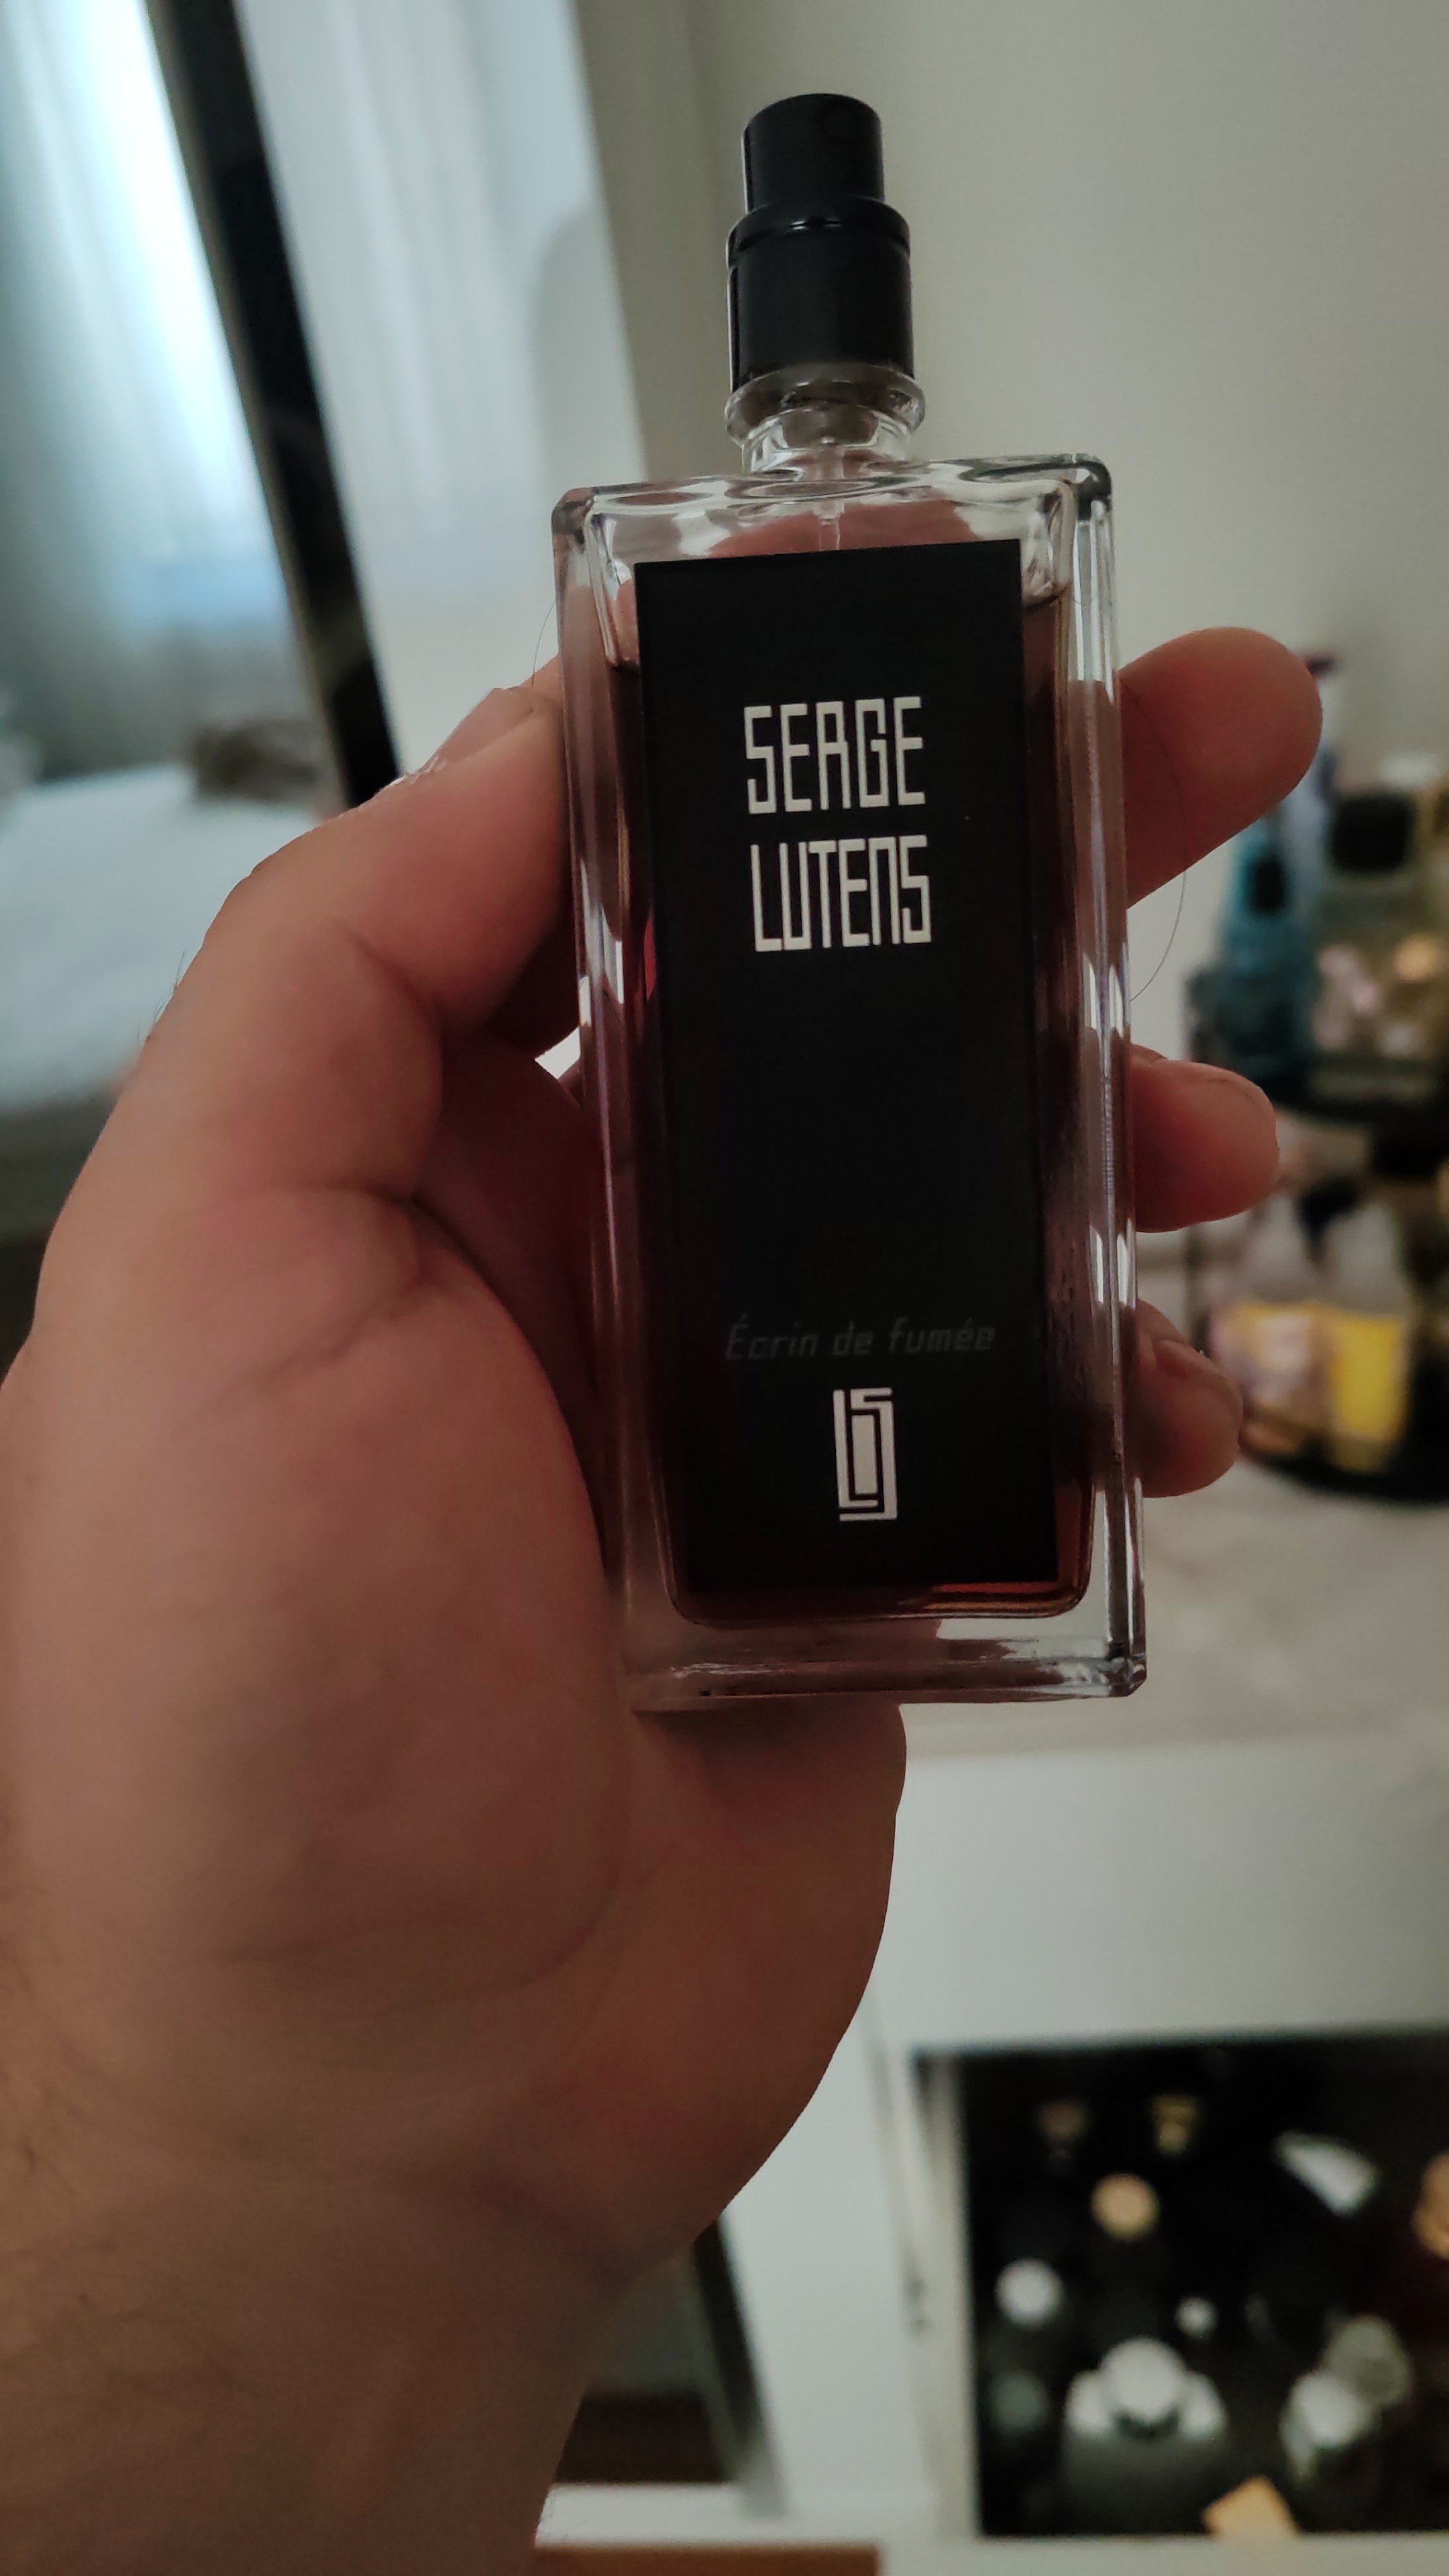 SERGE
LUTENS
Écrin de fumée